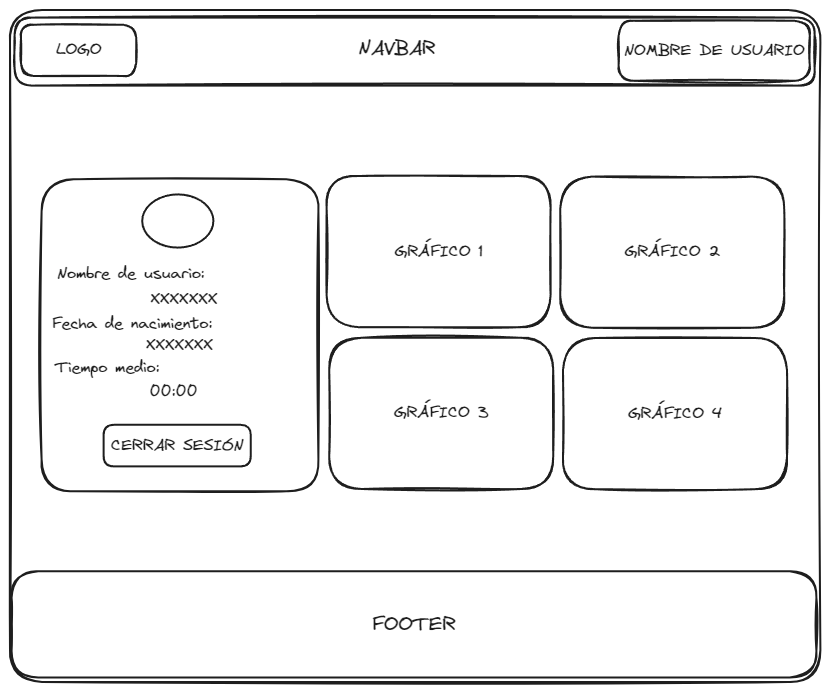 LOGO
NAVBAR
NOMBRE DE USUARIO
Nombre de usuario:
XXXXXXX
Fecha de nacimiento:
XXXXXXX
Tiempo medio:
00:00
CERRAR SESIÓN
GRÁFICO 1
GRÁFICO 2
GRÁFICO 3
GRÁFICO 4
FOOTER